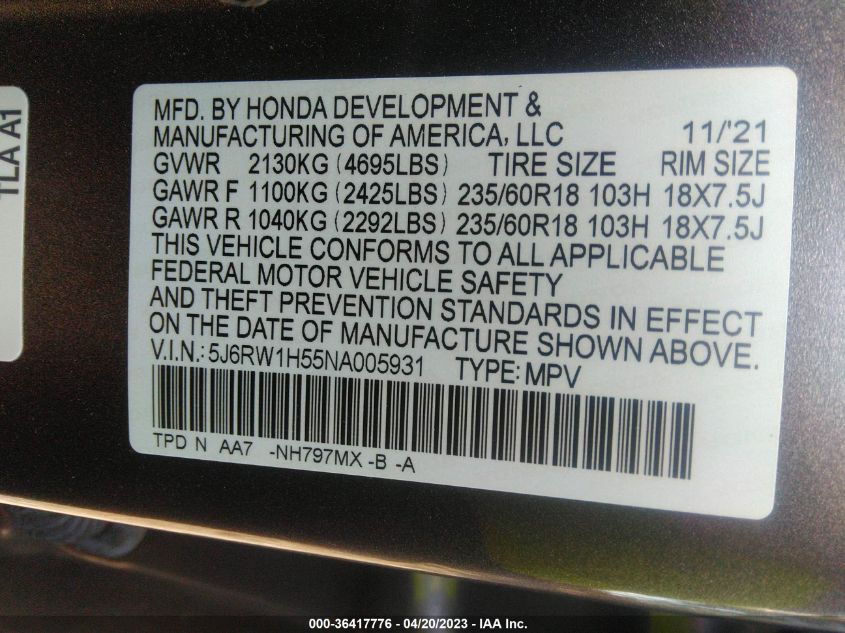 TLA A1
MFD. BY HONDA DEVELOPMENT &
MANUFACTURING OF AMERICA, LLC 11/'21
GVWR 2130KG (4695LBS) TIRE SIZE RIM SIZE
GAWR F 1100KG (2425LBS) 235/60R18 103H 18X7.5J
GAWR R 1040KG (2292LBS) 235/60R18 103H 18X7.5J
THIS VEHICLE CONFORMS TO ALL APPLICABLE
FEDERAL MOTOR VEHICLE SAFETY
AND THEFT PREVENTION STANDARDS IN EFFECT
ON THE DATE OF MANUFACTURE SHOWN ABOVE.
V.I.N.: 5J6RW1H55NA005931 TYPE: MPV
TPD N AA7 -NH797MX -B -A
000-36417776 - 04/20/2023 - IAA Inc.